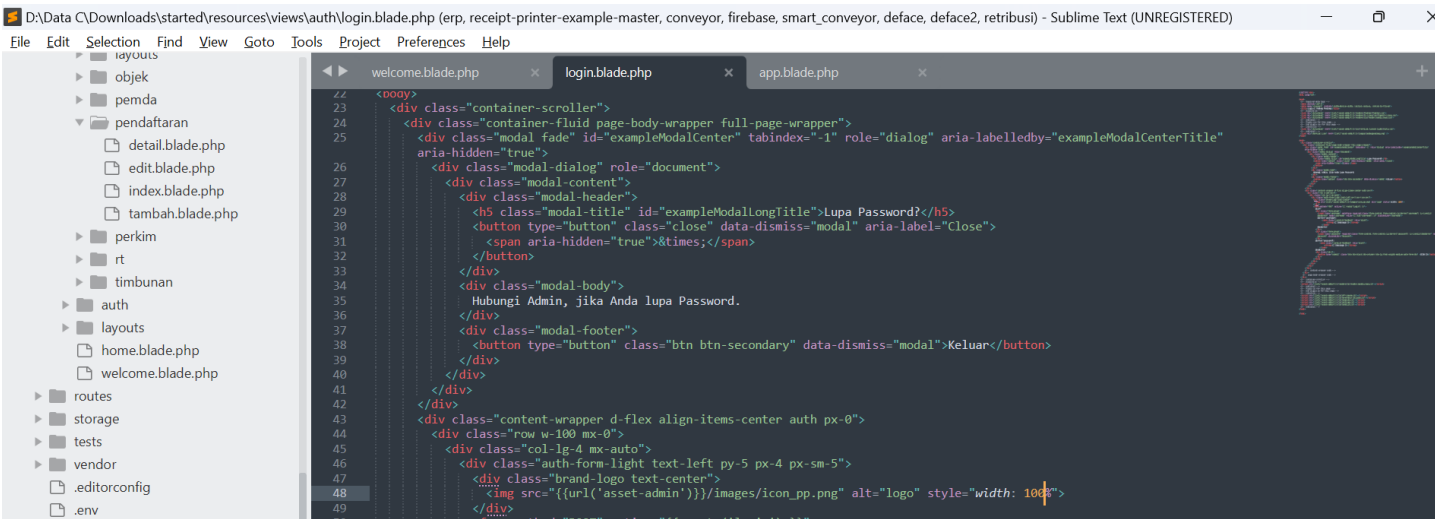 D:\Data C\Downloads\started\resources\views\auth\login.blade.php (erp, receipt-printer-example-master, conveyor, firebase, smart_conveyor, deface, deface2, retribusi) - Sublime Text (UNREGISTERED)
File Edit Selection Find View Goto Tools Project Preferences Help
layouts
objek
pemda
pendaftaran
detail.blade.php
edit.blade.php
index.blade.php
tambah.blade.php
perkim
rt
timbunan
auth
layouts
home.blade.php
welcome.blade.php
routes
storage
tests
vendor
.editorconfig
.env
welcome.blade.php × login.blade.php × app.blade.php ×
22 <body>
23 <div class="container-scroller">
24 <div class="container-fluid page-body-wrapper full-page-wrapper">
25 <div class="modal fade" id="exampleModalCenter" tabindex="-1" role="dialog" aria-labelledby="exampleModalCenterTitle"
aria-hidden="true">
26 <div class="modal-dialog" role="document">
27 <div class="modal-content">
28 <div class="modal-header">
29 <h5 class="modal-title" id="exampleModalLongTitle">Lupa Password?</h5>
30 <button type="button" class="close" data-dismiss="modal" aria-label="Close">
31 <span aria-hidden="true">&times;</span>
32 </button>
33 </div>
34 <div class="modal-body">
35 Hubungi Admin, jika Anda lupa Password.
36 </div>
37 <div class="modal-footer">
38 <button type="button" class="btn btn-secondary" data-dismiss="modal">Keluar</button>
39 </div>
40 </div>
41 </div>
42 </div>
43 <div class="content-wrapper d-flex align-items-center auth px-0">
44 <div class="row w-100 mx-0">
45 <div class="col-lg-4 mx-auto">
46 <div class="auth-form-light text-left py-5 px-4 px-sm-5">
47 <div class="brand-logo text-center">
48 <img src="{{url('asset-admin')}}/images/icon_pp.png" alt="logo" style="width: 100%">
49 </div>